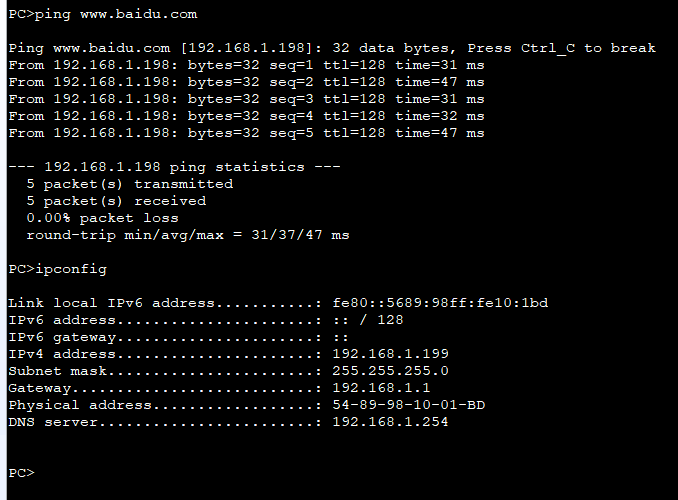 PC>ping www.baidu.com
Ping www.baidu.com [192.168.1.198]: 32 data bytes, Press Ctrl_C to break
From 192.168.1.198: bytes=32 seq=1 ttl=128 time=31 ms
From 192.168.1.198: bytes=32 seq=2 ttl=128 time=47 ms
From 192.168.1.198: bytes=32 seq=3 ttl=128 time=31 ms
From 192.168.1.198: bytes=32 seq=4 ttl=128 time=32 ms
From 192.168.1.198: bytes=32 seq=5 ttl=128 time=47 ms
--- 192.168.1.198 ping statistics ---
  5 packet(s) transmitted
  5 packet(s) received
  0.00% packet loss
  round-trip min/avg/max = 31/37/47 ms
PC>ipconfig
Link local IPv6 address...........: fe80::5689:98ff:fe10:1bd
IPv6 address......................: :: / 128
IPv6 gateway......................: ::
IPv4 address......................: 192.168.1.199
Subnet mask.......................: 255.255.255.0
Gateway...........................: 192.168.1.1
Physical address..................: 54-89-98-10-01-BD
DNS server........................: 192.168.1.254
PC>